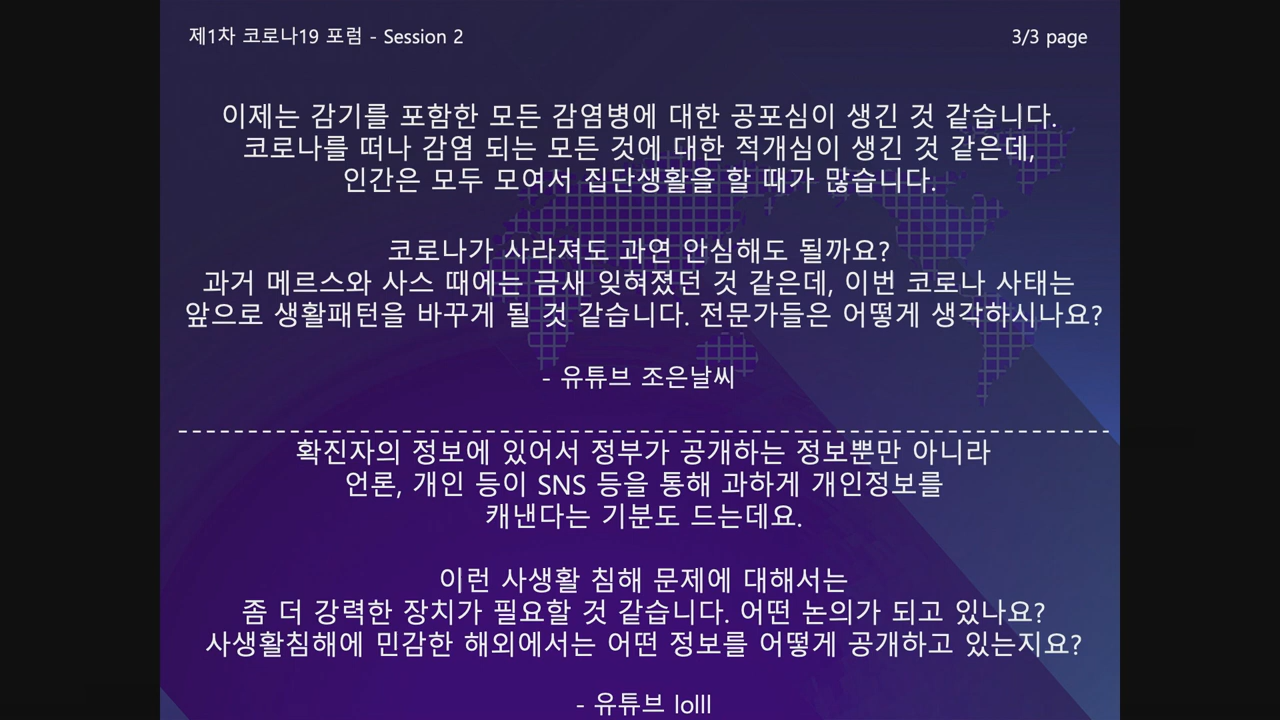 제1차 코로나19 포럼 - Session 2
3/3 page
이제는 감기를 포함한 모든 감염병에 대한 공포심이 생긴 것 같습니다.
코로나를 떠나 감염 되는 모든 것에 대한 적개심이 생긴 것 같은데,
인간은 모두 모여서 집단생활을 할 때가 많습니다.
코로나가 사라져도 과연 안심해도 될까요?
과거 메르스와 사스 때에는 금새 잊혀졌던 것 같은데, 이번 코로나 사태는
앞으로 생활패턴을 바꾸게 될 것 같습니다. 전문가들은 어떻게 생각하시나요?
- 유튜브 조은날씨
확진자의 정보에 있어서 정부가 공개하는 정보뿐만 아니라
언론, 개인 등이 SNS 등을 통해 과하게 개인정보를
캐낸다는 기분도 드는데요.
이런 사생활 침해 문제에 대해서는
좀 더 강력한 장치가 필요할 것 같습니다. 어떤 논의가 되고 있나요?
사생활침해에 민감한 해외에서는 어떤 정보를 어떻게 공개하고 있는지요?
- 유튜브 lolll